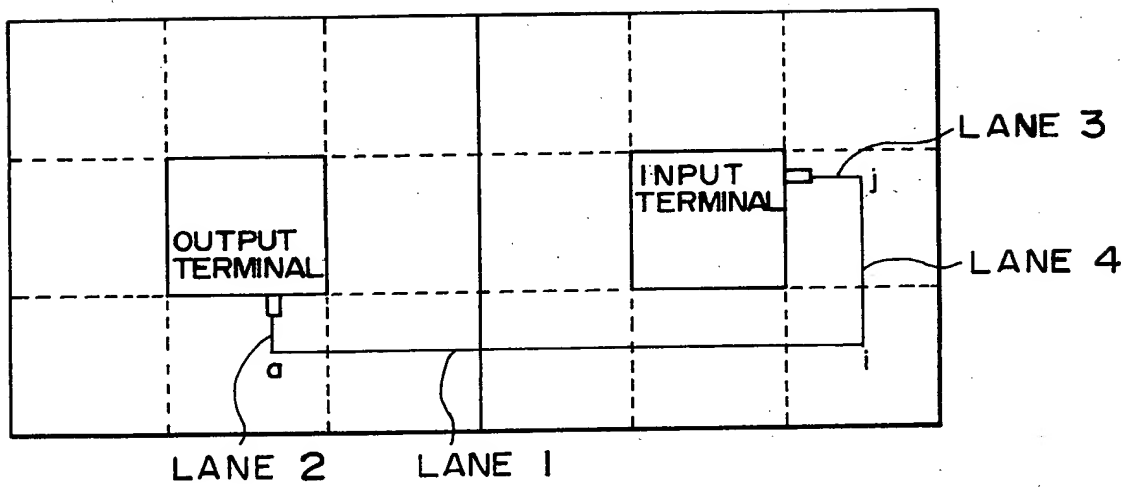 LANE 3
INPUT
TERMINAL
j
OUTPUT
TERMINAL
LANE 4
a
i
LANE 2
LANE 1